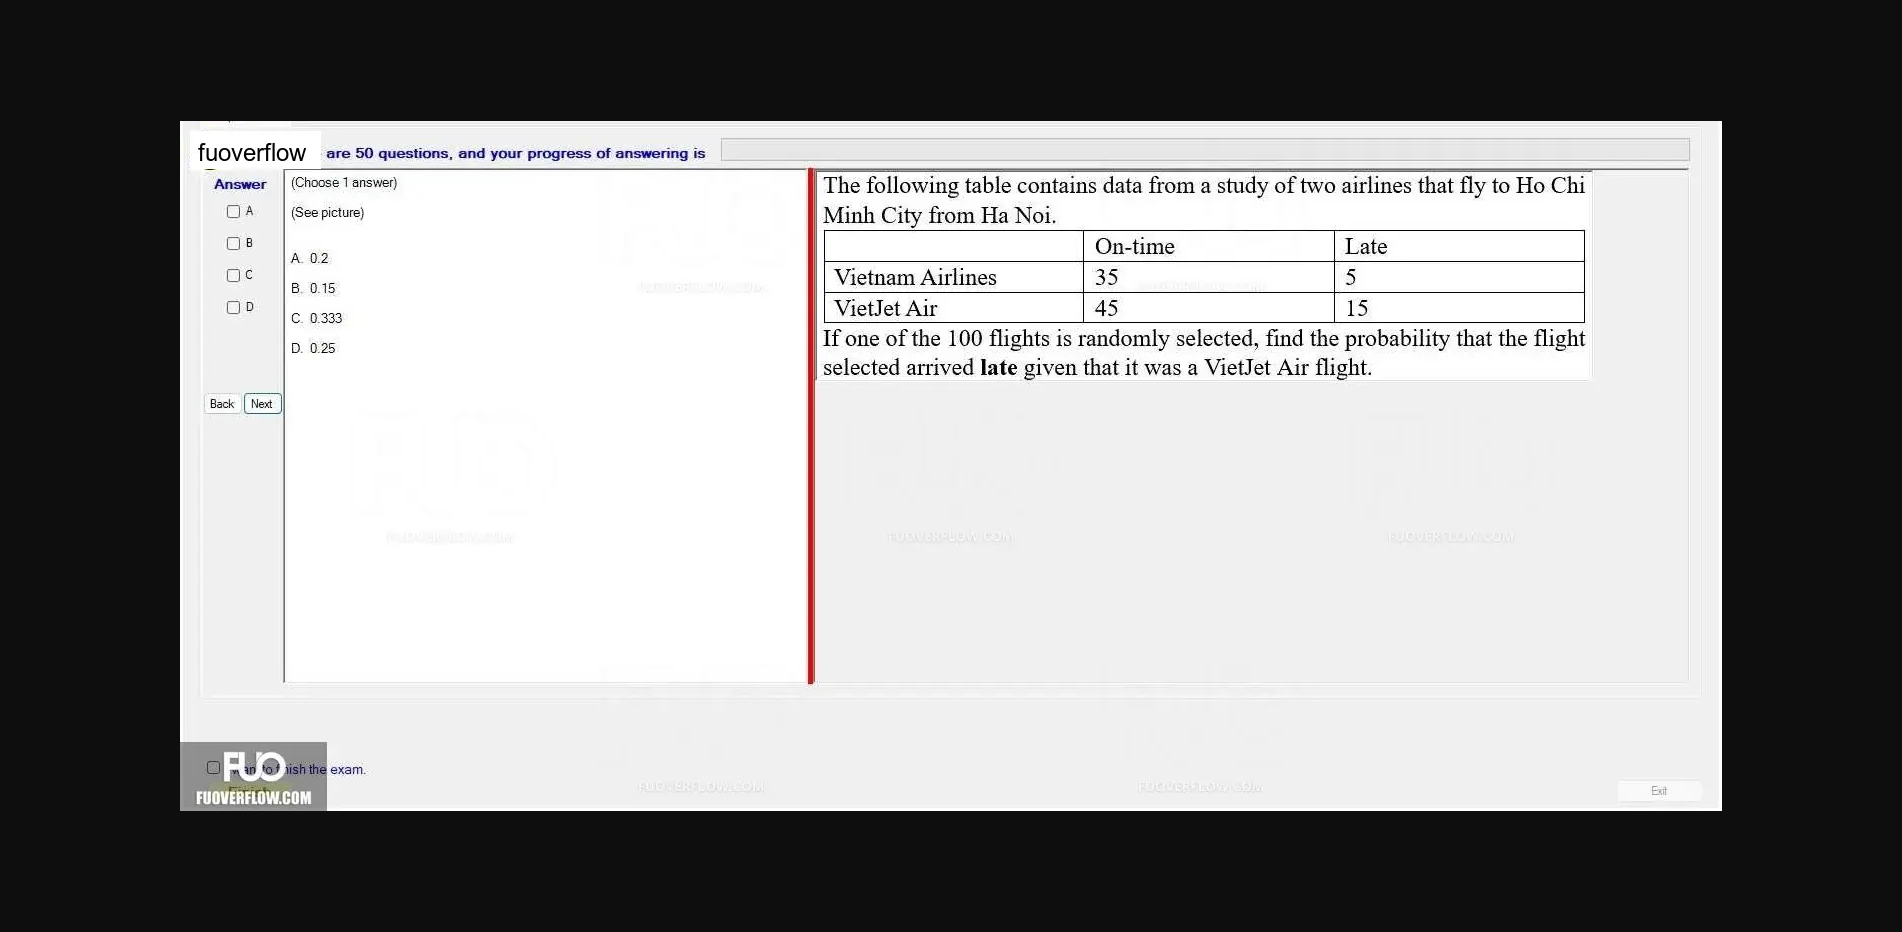 fuoverflow are 50 questions, and your progress of answering is
Answer
A
B
C
D
Back Next
(Choose 1 answer)
(See picture)
A. 0.2
B. 0.15
C. 0.333
D. 0.25
The following table contains data from a study of two airlines that fly to Ho Chi
Minh City from Ha Noi.
On-time Late
Vietnam Airlines 35 5
VietJet Air 45 15
If one of the 100 flights is randomly selected, find the probability that the flight
selected arrived late given that it was a VietJet Air flight.
FUOVERFLOW.COM
FUOVERFLOW.COM
FUOVERFLOW.COM
FUOVERFLOW.COM
FUOVERFLOW.COM
FUO
to the exam.
FUOVERFLOW.COM
FUOVERFLOW.COM
FUOVERFLOW.COM
Exit